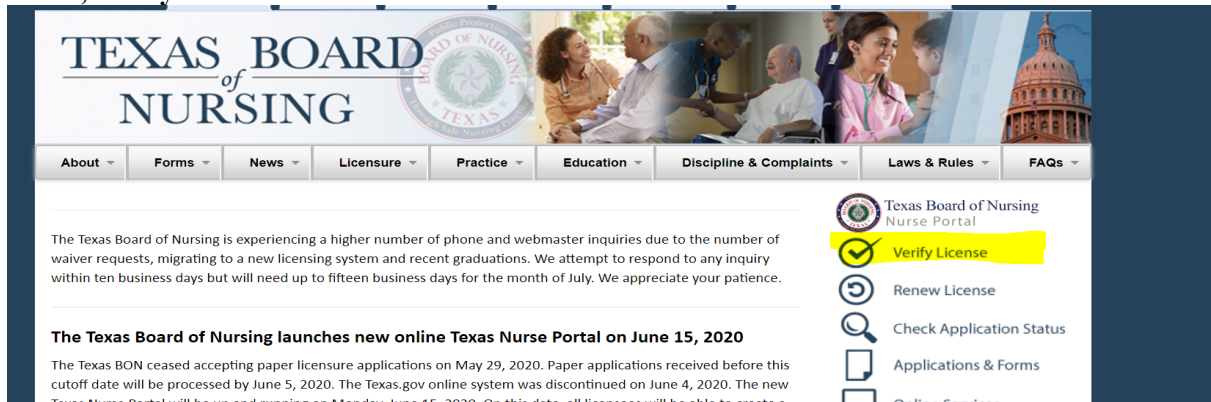 TEXAS BOARD
of
NURSING
About
Forms
News
Licensure
Practice
Education
Discipline & Complaints
Laws & Rules
FAQs
The Texas Board of Nursing is experiencing a higher number of phone and webmaster inquiries due to the number of
waiver requests, migrating to a new licensing system and recent graduations. We attempt to respond to any inquiry
within ten business days but will need up to fifteen business days for the month of July. We appreciate your patience.
The Texas Board of Nursing launches new online Texas Nurse Portal on June 15, 2020
The Texas BON ceased accepting paper licensure applications on May 29, 2020. Paper applications received before this
cutoff date will be processed by June 5, 2020. The Texas.gov online system was discontinued on June 4, 2020. The new
Texas Board of Nursing
Nurse Portal
Verify License
Renew License
Check Application Status
Applications & Forms